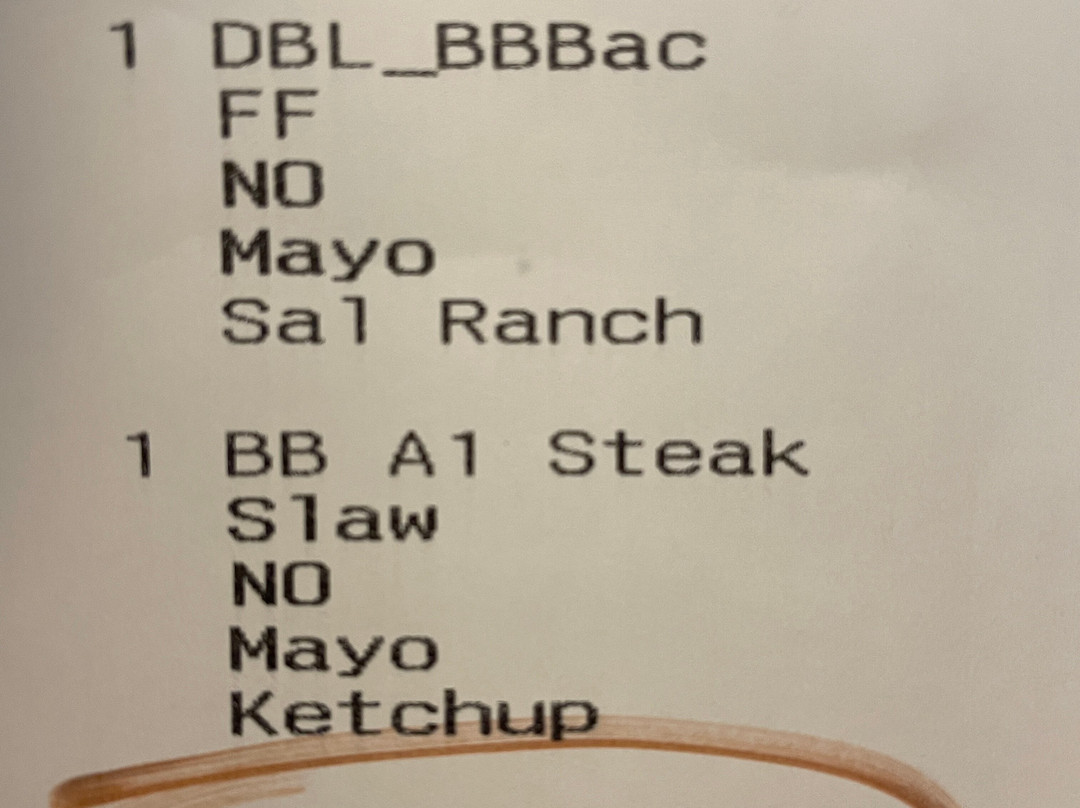 1 DBL_BBBac
FF
NO
Mayo
Sal Ranch
1 BB A1 Steak
Slaw
NO
Mayo
Ketchup